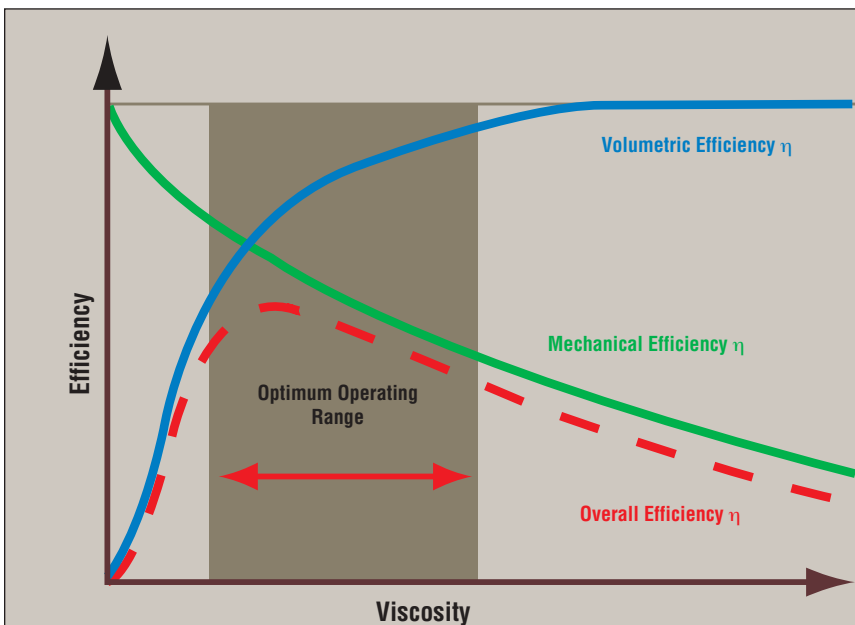 Volumetric Efficiency η
Mechanical Efficiency η
Efficiency
Optimum Operating
Range
Overall Efficiency η
Viscosity